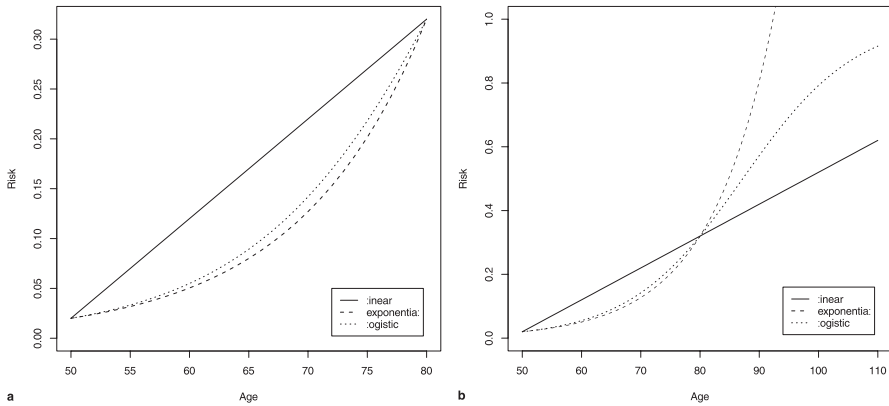 0.30
0.25
0.20
0.15
0.10
0.05
0.00
Risk
:inear
exponentia:
:ogistic
50 55 60 65 70 75 80
Age
a
1.0
0.8
0.6
0.4
0.2
0.0
Risk
:inear
exponentia:
:ogistic
50 60 70 80 90 100 110
Age
b